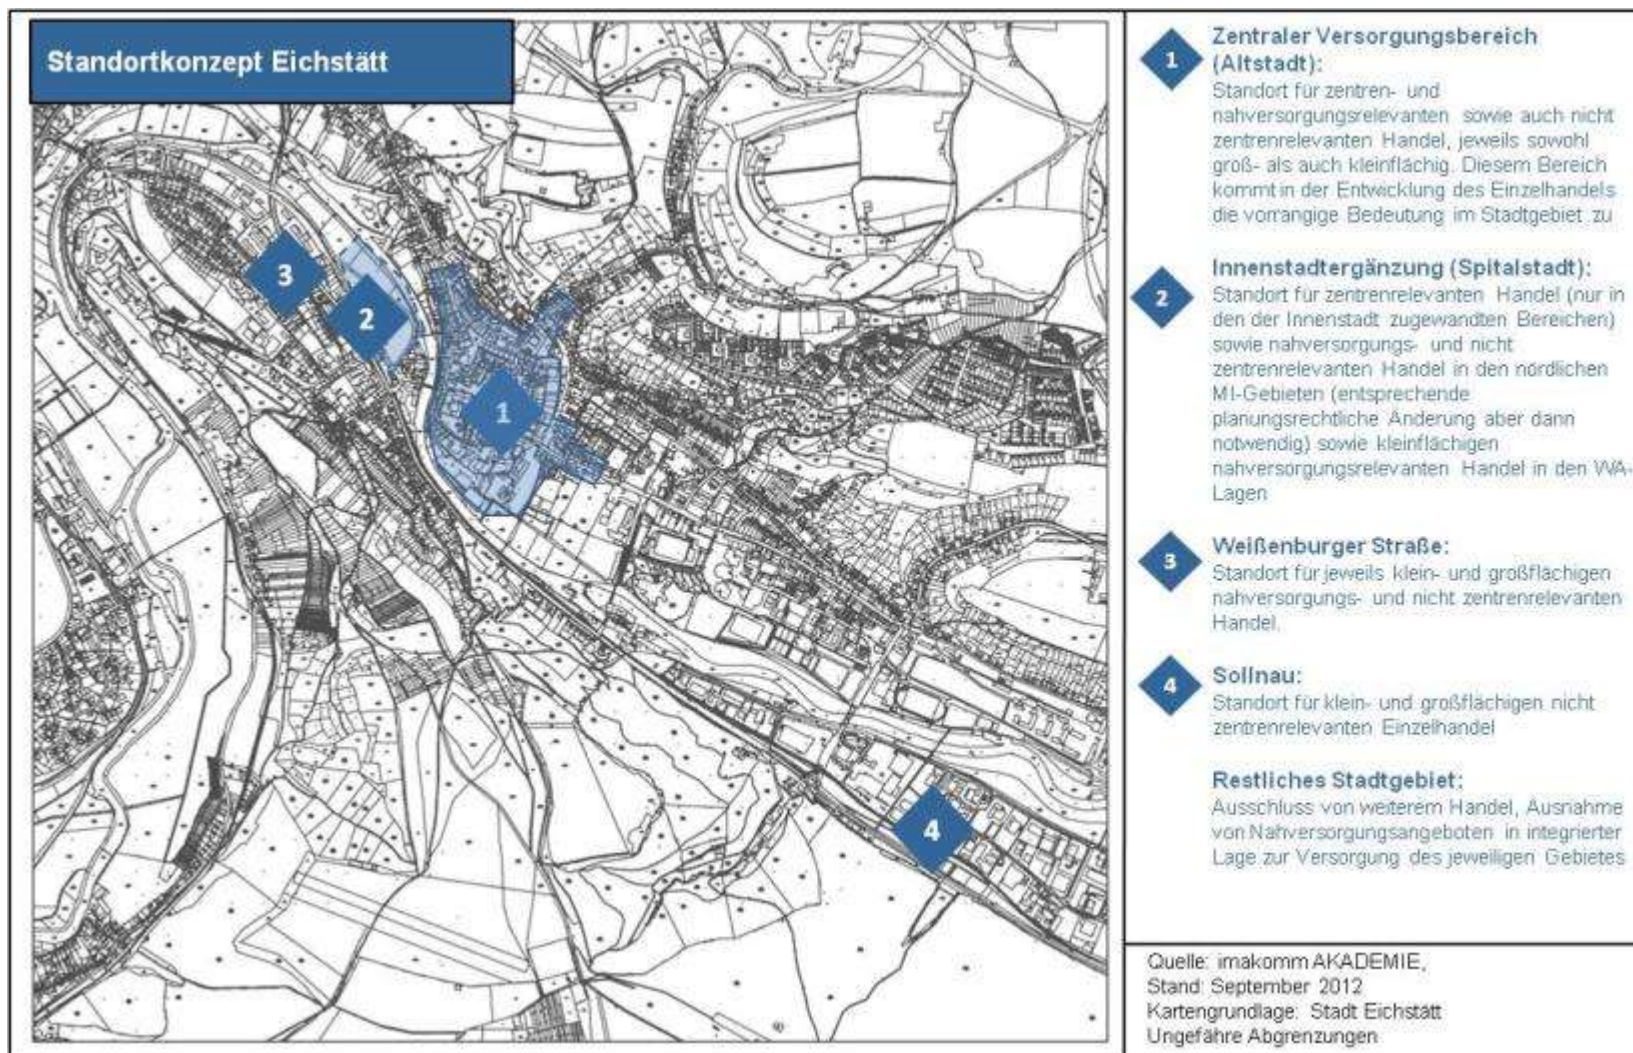 Standortkonzept Eichstätt
3
2
1
4
1
Zentraler Versorgungsbereich
(Altstadt):
Standort für zentren- und
nahversorgungsrelevanten sowie auch nicht
zentrenrelevanten Handel, jeweils sowohl
groß- als auch kleinflächig. Diesem Bereich
kommt in der Entwicklung des Einzelhandels
die vorrangige Bedeutung im Stadtgebiet zu
2
Innenstadtergänzung (Spitalstadt):
Standort für zentrenrelevanten Handel (nur in
den der Innenstadt zugewandten Bereichen)
sowie nahversorgungs- und nicht
zentrenrelevanten Handel in den nördlichen
MI-Gebieten (entsprechende
planungsrechtliche Änderung aber dann
notwendig) sowie kleinflächigen
nahversorgungsrelevanten Handel in den WA-
Lagen
3
Weißenburger Straße:
Standort für jeweils klein- und großflächigen
nahversorgungs- und nicht zentrenrelevanten
Handel.
4
Sollnau:
Standort für klein- und großflächigen nicht
zentrenrelevanten Einzelhandel
Restliches Stadtgebiet:
Ausschluss von weiterem Handel, Ausnahme
von Nahversorgungsangeboten in integrierter
Lage zur Versorgung des jeweiligen Gebietes
Quelle: imakomm AKADEMIE,
Stand: September 2012
Kartengrundlage: Stadt Eichstätt
Ungefähre Abgrenzungen